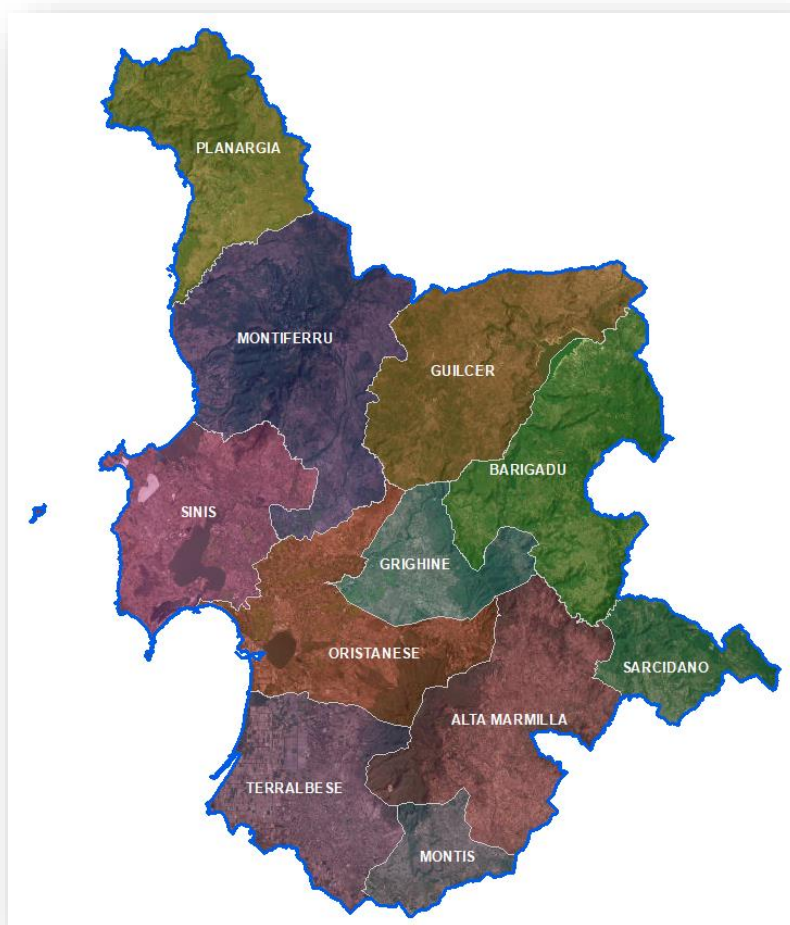 PLANARGIA
MONTIFERRU
GUILCER
BARIGADU
SINIS
GRIGHINE
ORISTANESE
SARCIDANO
ALTA MARMILLA
TERRALBESE
MONTIS